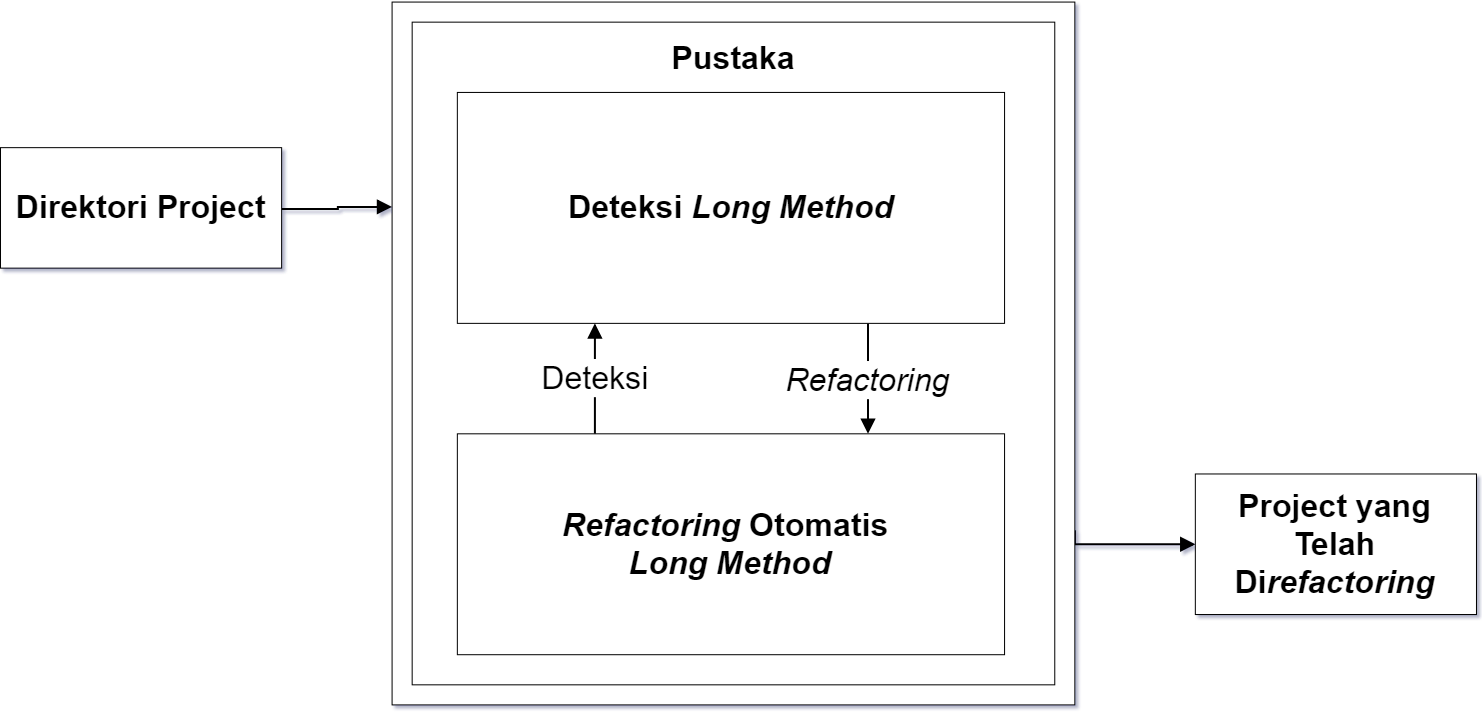 Pustaka
Direktori Project
Deteksi Long Method
Deteksi
Refactoring
Refactoring Otomatis
Long Method
Project yang
Telah
Direfactoring